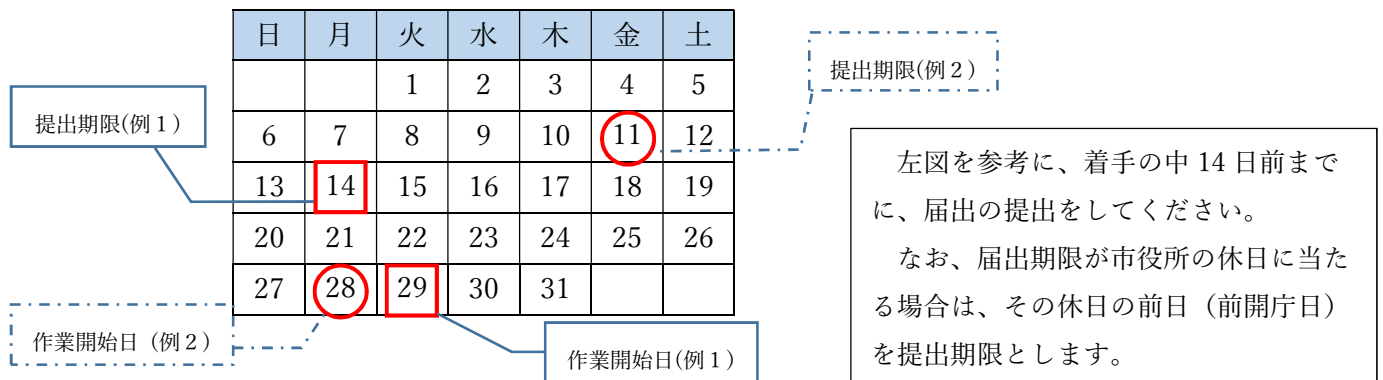 日 月 火 水 木 金 土
1 2 3 4 5
6 7 8 9 10 11 12
13 14 15 16 17 18 19
20 21 22 23 24 25 26
27 28 29 30 31
提出期限(例１)
提出期限(例２)
作業開始日（例２）
作業開始日(例１)
左図を参考に、着手の中 14 日前まで
に、届出の提出をしてください。
なお、届出期限が市役所の休日に当た
る場合は、その休日の前日（前開庁日）
を提出期限とします。